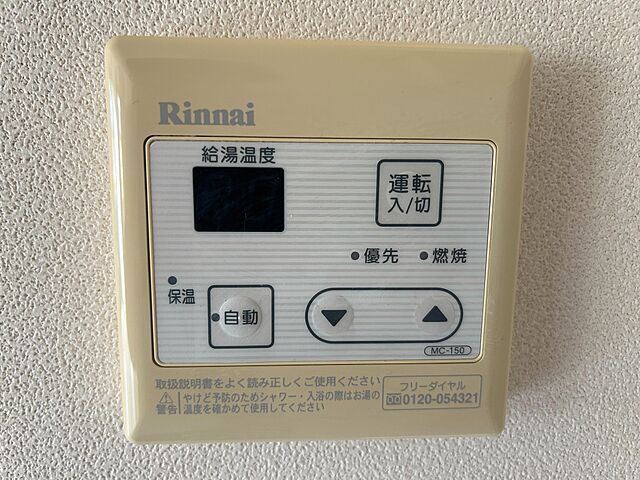 Rinnai
給湯温度
運転
入/切
優先 燃焼
保温
自動
▼ ▲
MC-150
取扱説明書をよく読み正しくご使用ください
警告 やけど予防のためシャワー・入浴の際はお湯の
温度を確かめて使用してください
フリーダイヤル
0120-054321